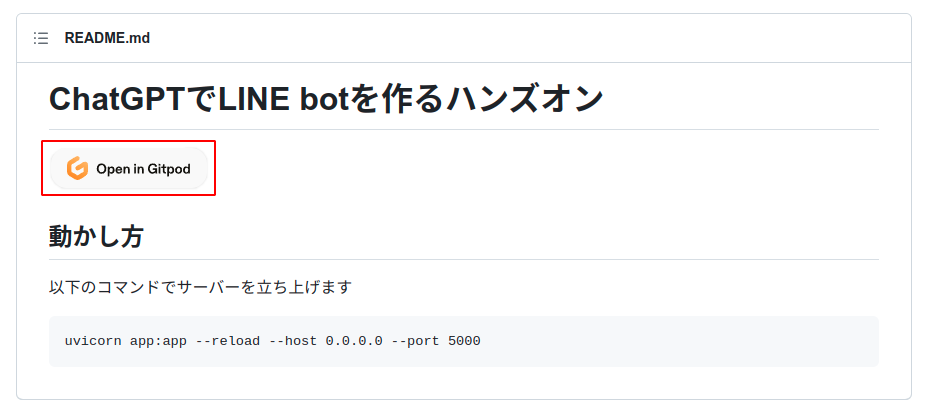 README.md
ChatGPTでLINE botを作るハンズオン
Open in Gitpod
動かし方
以下のコマンドでサーバーを立ち上げます
uvicorn app:app --reload --host 0.0.0.0 --port 5000